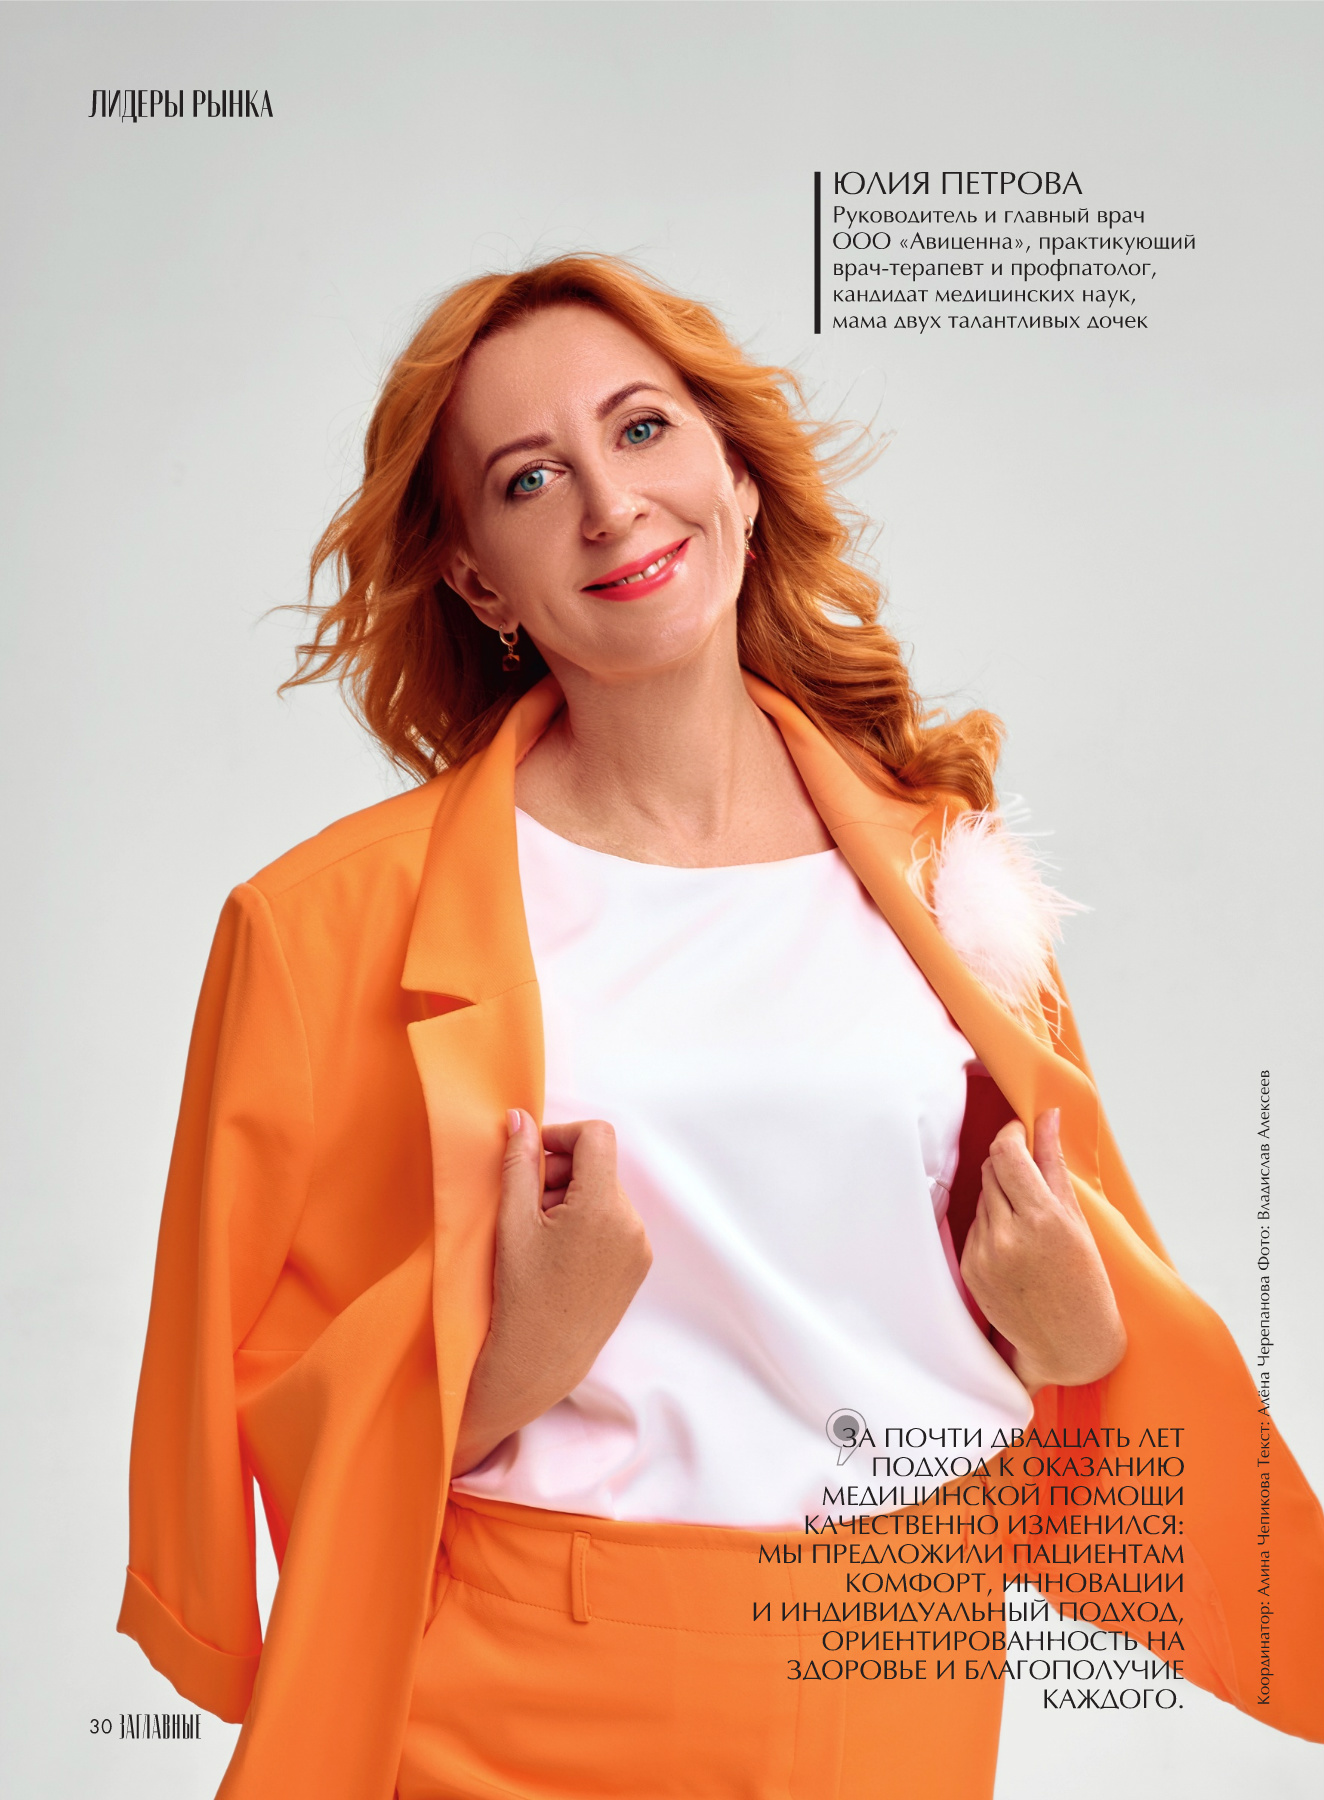 ЛИДЕРЫ РЫНКА
ЮЛИЯ ПЕТРОВА
Руководитель и главный врач
ООО «Авиценна», практикующий
врач-терапевт и профпатолог,
кандидат медицинских наук,
мама двух талантливых дочек
ЗА ПОЧТИ ДВАДЦАТЬ ЛЕТ
ПОДХОД К ОКАЗАНИЮ
МЕДИЦИНСКОЙ ПОМОЩИ
КАЧЕСТВЕННО ИЗМЕНИЛСЯ:
МЫ ПРЕДЛОЖИЛИ ПАЦИЕНТАМ
КОМФОРТ, ИННОВАЦИИ
И ИНДИВИДУАЛЬНЫЙ ПОДХОД,
ОРИЕНТИРОВАННОСТЬ НА
ЗДОРОВЬЕ И БЛАГОПОЛУЧИЕ
КАЖДОГО.
Координатор: Алина Чепикова Текст: Алёна Черепанова Фото: Владислав Алексеев
30 ЗАГЛАВНЫЕ